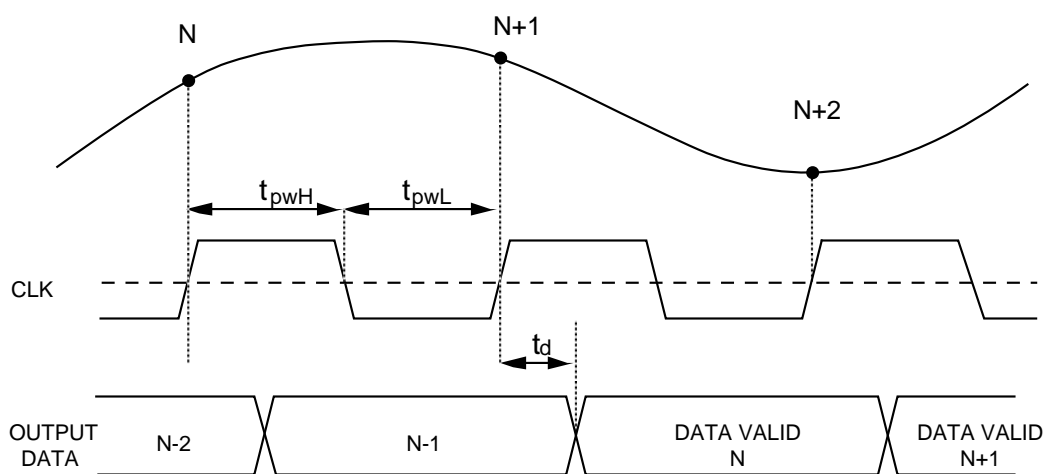 N
N+1
N+2
tpwH
tpwL
CLK
td
OUTPUT
DATA
N-2
N-1
DATA VALID
N
DATA VALID
N+1